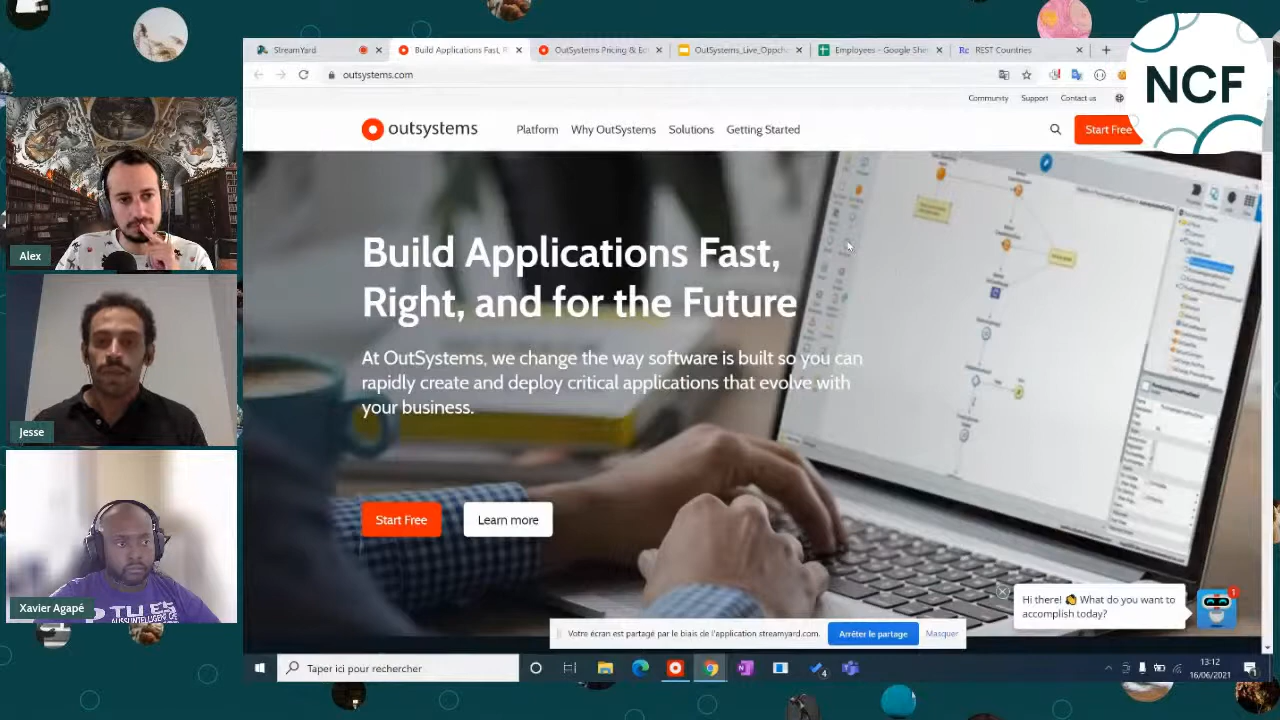 StreamYard
Build Applications Fast, R
OutSystems Pricing & Ed
OutSystems_Live_Oppch
Employees - Google She
REST Countries
outsystems.com
NCF
Community
Support
Contact us
outsystems
Platform
Why OutSystems
Solutions
Getting Started
Start Free
Build Applications Fast,
Right, and for the Future
At OutSystems, we change the way software is built so you can
rapidly create and deploy critical applications that evolve with
your business.
Start Free
Learn more
Hi there! What do you want to
accomplish today?
1
Votre écran est partagé par le biais de l'application streamyard.com.
Arrêter le partage
Masquer
Taper ici pour rechercher
4
13:12
16/06/2021
Alex
Jesse
Xavier Agapé